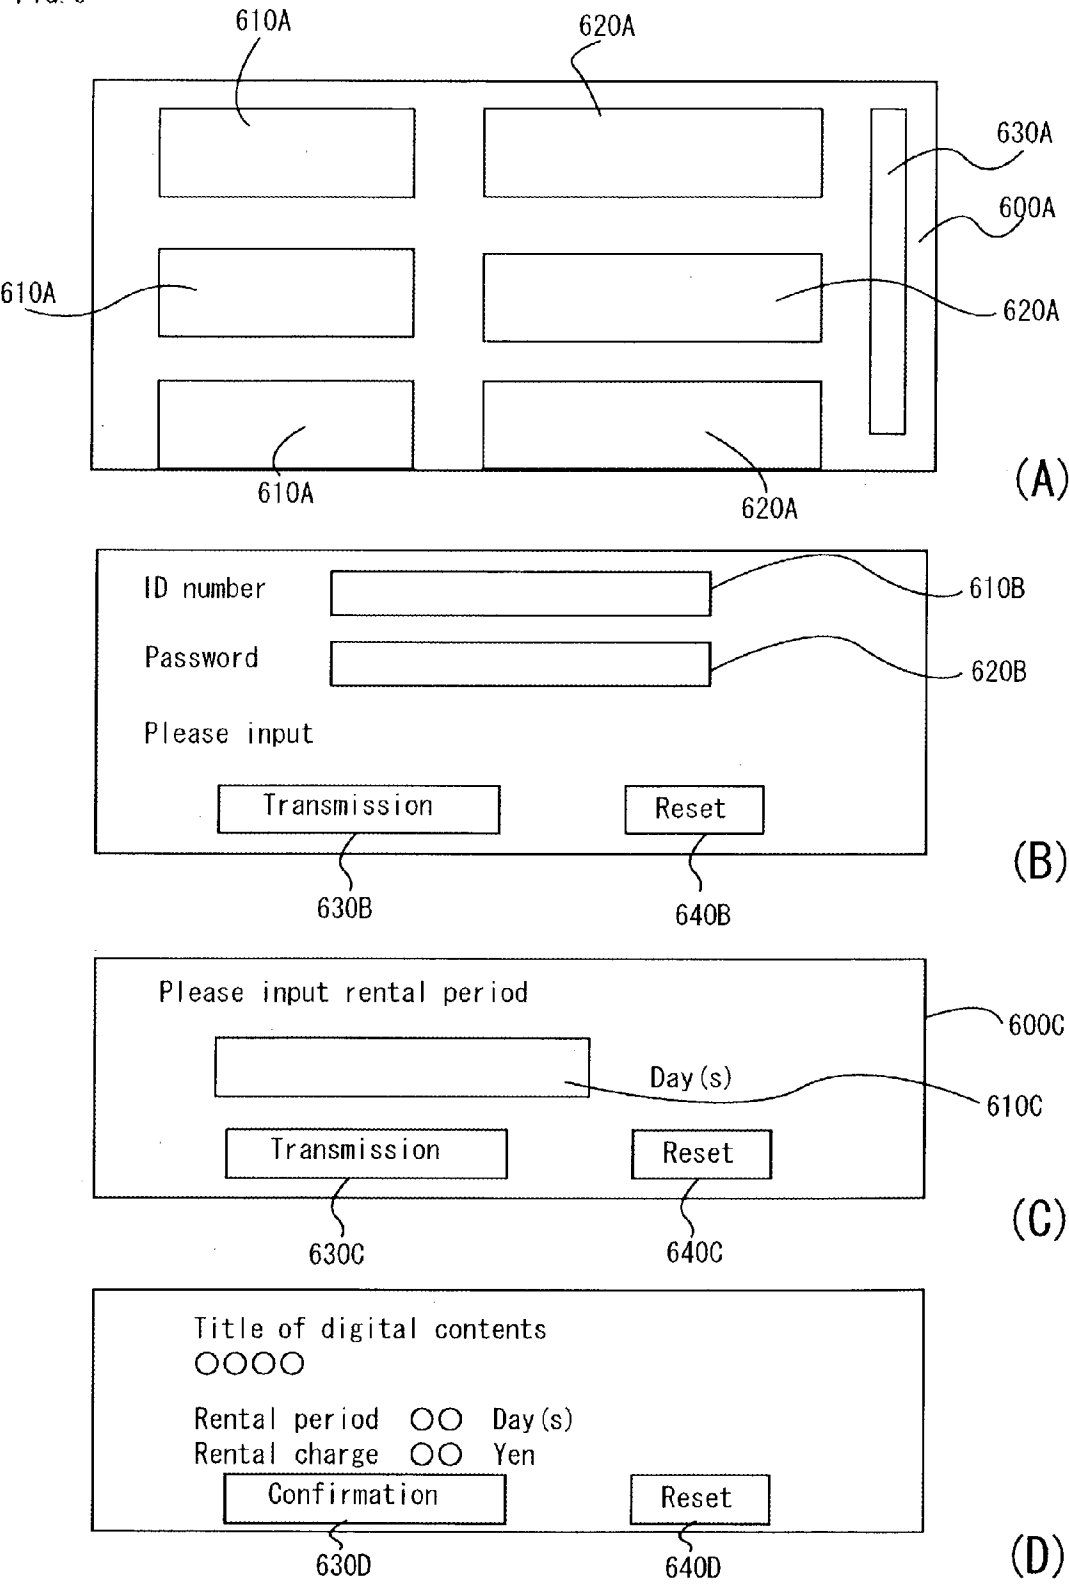 610A
620A
630A
600A
610A
620A
610A
620A
(A)
ID number
610B
Password
620B
Please input
Transmission
Reset
(B)
630B
640B
Please input rental period
600C
Day(s)
610C
Transmission
Reset
(C)
630C
640C
Title of digital contents
○○○○
Rental period ○○ Day(s)
Rental charge ○○ Yen
Confirmation
Reset
(D)
630D
640D